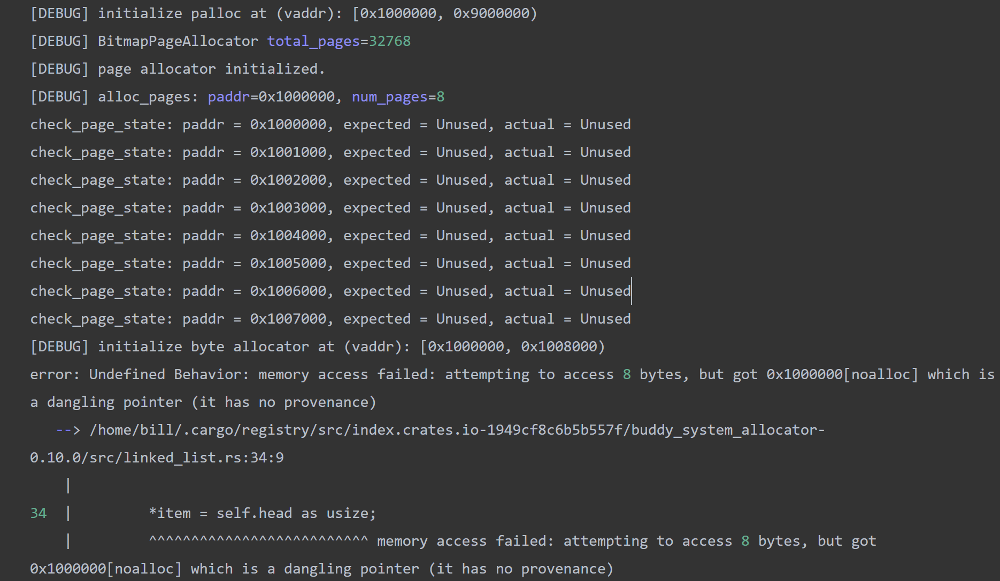 [DEBUG] initialize palloc at (vaddr): [0x1000000, 0x9000000)
[DEBUG] BitmapPageAllocator total_pages=32768
[DEBUG] page allocator initialized.
[DEBUG] alloc_pages: paddr=0x1000000, num_pages=8
check_page_state: paddr = 0x1000000, expected = Unused, actual = Unused
check_page_state: paddr = 0x1001000, expected = Unused, actual = Unused
check_page_state: paddr = 0x1002000, expected = Unused, actual = Unused
check_page_state: paddr = 0x1003000, expected = Unused, actual = Unused
check_page_state: paddr = 0x1004000, expected = Unused, actual = Unused
check_page_state: paddr = 0x1005000, expected = Unused, actual = Unused
check_page_state: paddr = 0x1006000, expected = Unused, actual = Unused
check_page_state: paddr = 0x1007000, expected = Unused, actual = Unused
[DEBUG] initialize byte allocator at (vaddr): [0x1000000, 0x1008000)
error: Undefined Behavior: memory access failed: attempting to access 8 bytes, but got 0x1000000[noalloc] which is
a dangling pointer (it has no provenance)
   --> /home/bill/.cargo/registry/src/index.crates.io-1949cf8c6b5b557f/buddy_system_allocator-
0.10.0/src/linked_list.rs:34:9
    |
34  |         *item = self.head as usize;
    |         ^^^^^^^^^^^^^^^^^^^^^^^^^^ memory access failed: attempting to access 8 bytes, but got
0x1000000[noalloc] which is a dangling pointer (it has no provenance)